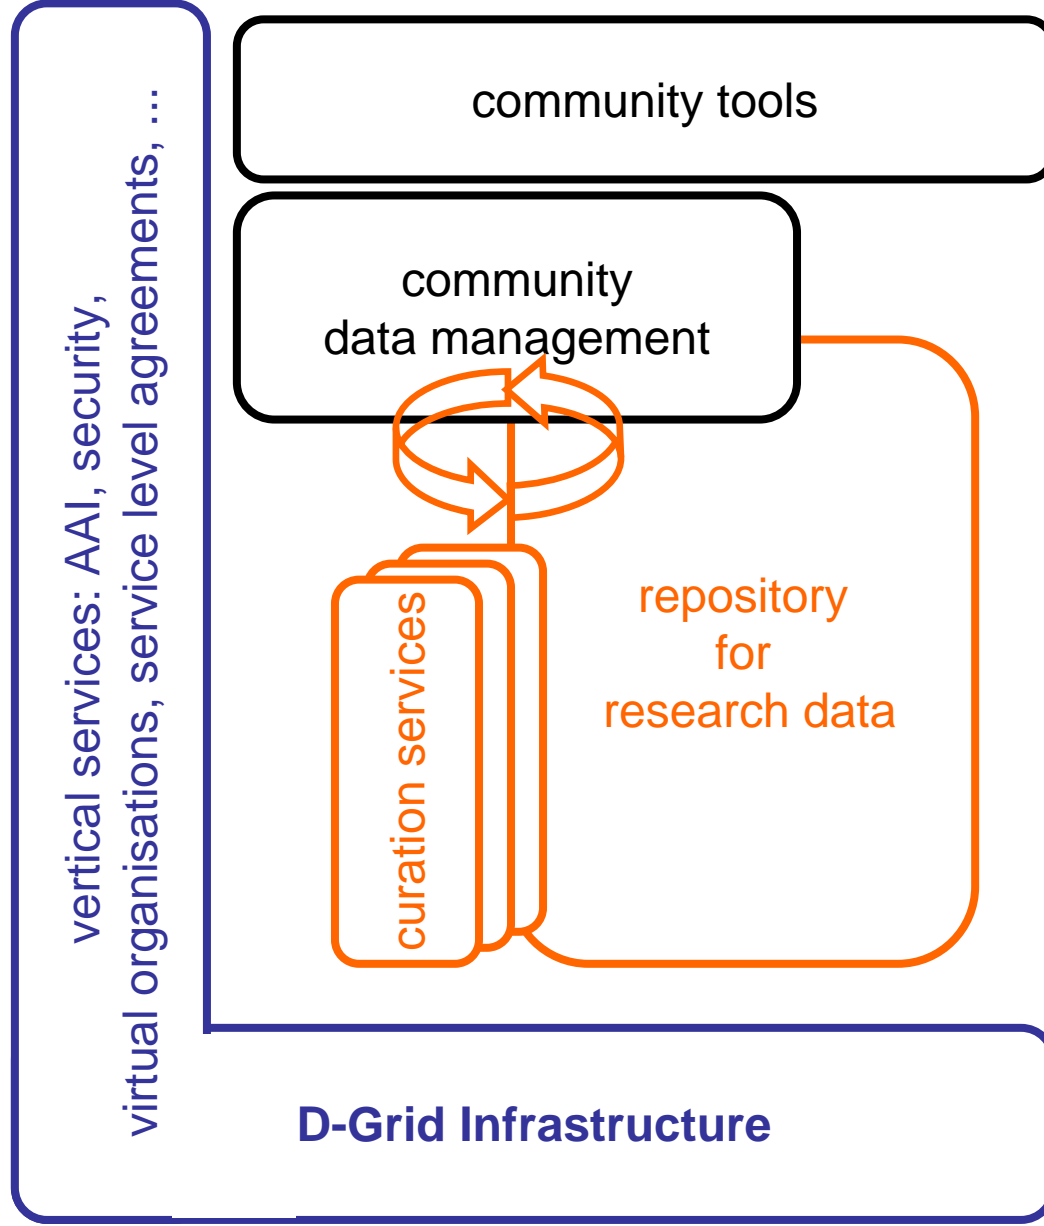 community tools
community
data management
vertical services: AAI, security,
virtual organisations, service level agreements, ...
curation services
repository
for
research data
D-Grid Infrastructure